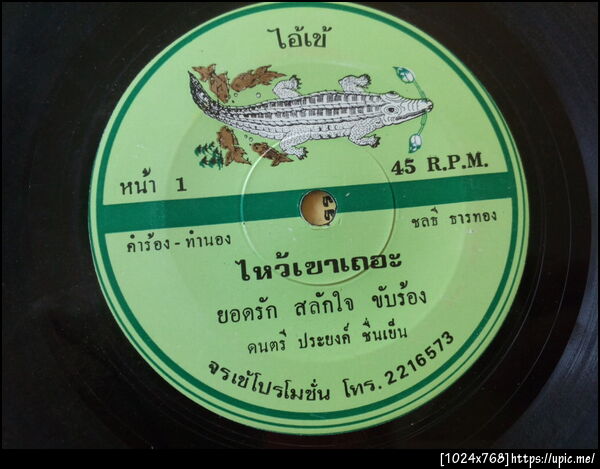 ไอ้เข้
หน้า 1
45 R.P.M.
คำร้อง - ทำนอง
ชลธี ธารทอง
ไหว้เขาเถอะ
ยอดรัก สลักใจ ขับร้อง
ดนตรี ประยงค์ ชื่นเย็น
จรเข้โปรโมชั่น โทร. 2216573
[1024x768]https://upic.me/